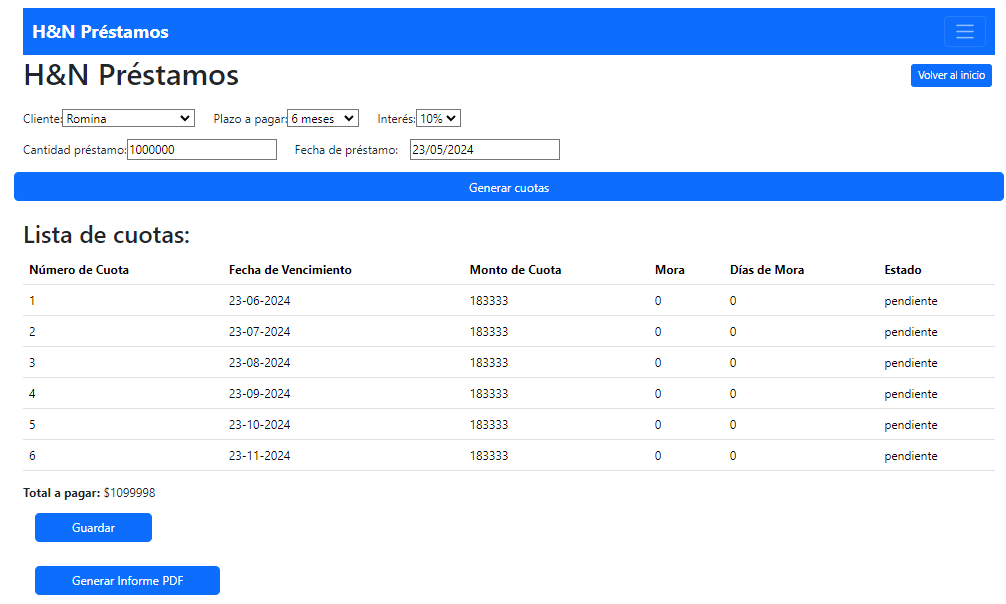 H&N Préstamos
H&N Préstamos Volver al inicio
Cliente: Romina Plazo a pagar: 6 meses Interés: 10%
Cantidad préstamo: 1000000 Fecha de préstamo: 23/05/2024
Generar cuotas
Lista de cuotas:
Número de Cuota Fecha de Vencimiento Monto de Cuota Mora Días de Mora Estado
1 23-06-2024 183333 0 0 pendiente
2 23-07-2024 183333 0 0 pendiente
3 23-08-2024 183333 0 0 pendiente
4 23-09-2024 183333 0 0 pendiente
5 23-10-2024 183333 0 0 pendiente
6 23-11-2024 183333 0 0 pendiente
Total a pagar: $1099998
Guardar
Generar Informe PDF